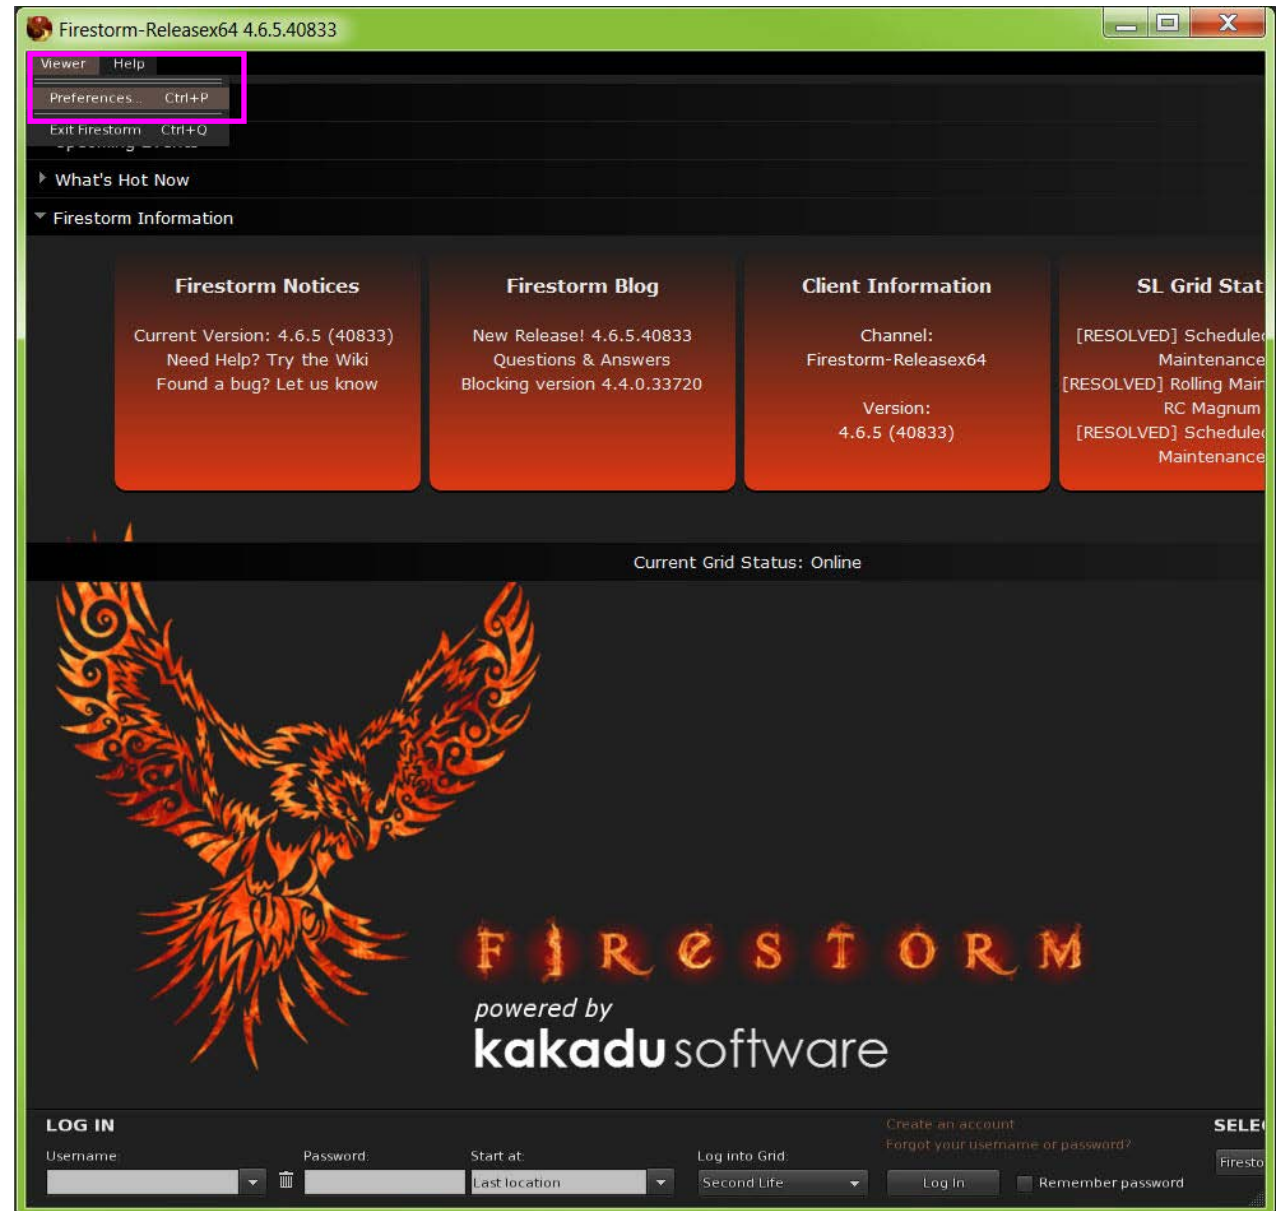 Firestorm-Releasex64 4.6.5.40833
Viewer Help
Preferences... Ctrl+P
Exit Firestorm Ctrl+Q
What's Hot Now
Firestorm Information
Firestorm Notices
Current Version: 4.6.5 (40833)
Need Help? Try the Wiki
Found a bug? Let us know
Firestorm Blog
New Release! 4.6.5.40833
Questions & Answers
Blocking version 4.4.0.33720
Client Information
Channel:
Firestorm-Releasex64
Version:
4.6.5 (40833)
SL Grid Stat
[RESOLVED] Scheduled
Maintenance
[RESOLVED] Rolling Main
RC Magnum
[RESOLVED] Scheduled
Maintenance
Current Grid Status: Online
FIRESTORM
powered by
kakadu software
LOG IN
Username:
Password:
Start at:
Last location
Log into Grid:
Second Life
Create an account
Forgot your username or password?
Log In
Remember password
SELE
Firesto